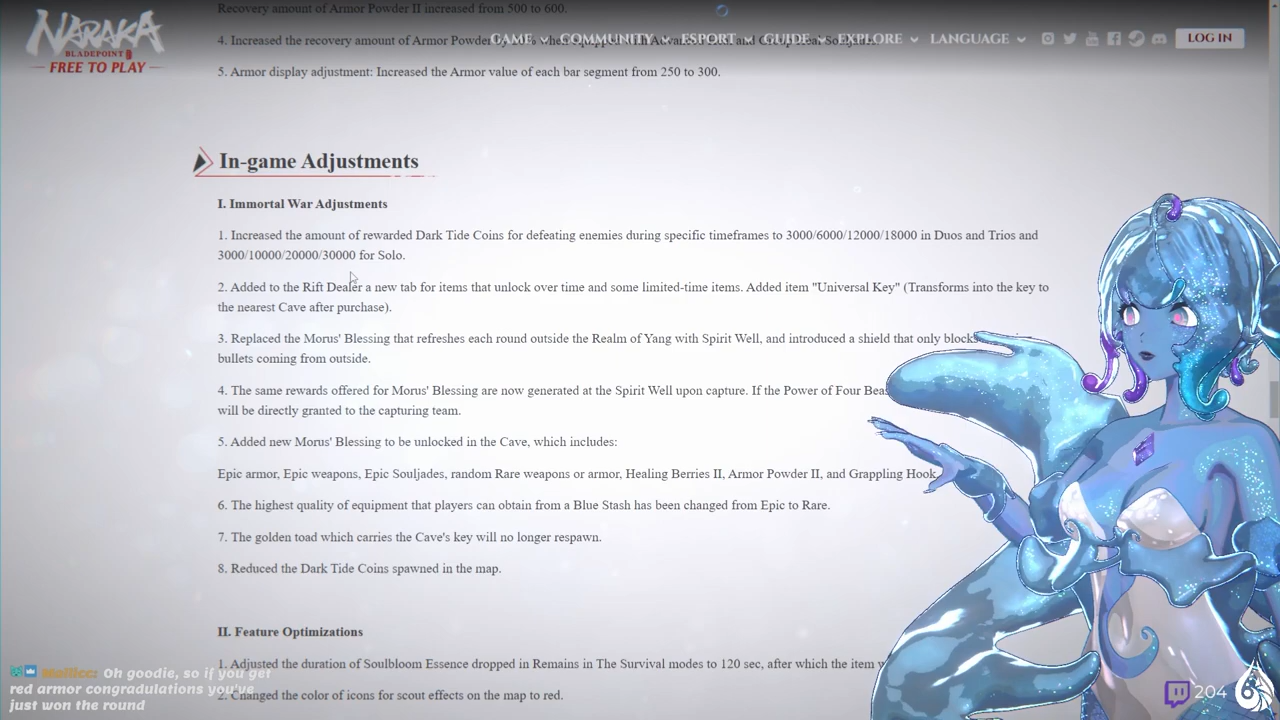 Recovery amount of Armor Powder II increased from 500 to 600.
NARAKA
BLADEPOINT
FREE TO PLAY
GAME COMMUNITY ESPORT GUIDE EXPLORE LANGUAGE LOG IN
4. Increased the recovery amount of Armor Powder
5. Armor display adjustment: Increased the Armor value of each bar segment from 250 to 300.
In-game Adjustments
I. Immortal War Adjustments
1. Increased the amount of rewarded Dark Tide Coins for defeating enemies during specific timeframes to 3000/6000/12000/18000 in Duos and Trios and
3000/10000/20000/30000 for Solo.
2. Added to the Rift Dealer a new tab for items that unlock over time and some limited-time items. Added item "Universal Key" (Transforms into the key to
the nearest Cave after purchase).
3. Replaced the Morus' Blessing that refreshes each round outside the Realm of Yang with Spirit Well, and introduced a shield that only blocks
bullets coming from outside.
4. The same rewards offered for Morus' Blessing are now generated at the Spirit Well upon capture. If the Power of Four Beas
will be directly granted to the capturing team.
5. Added new Morus' Blessing to be unlocked in the Cave, which includes:
Epic armor, Epic weapons, Epic Souljades, random Rare weapons or armor, Healing Berries II, Armor Powder II, and Grappling Hook.
6. The highest quality of equipment that players can obtain from a Blue Stash has been changed from Epic to Rare.
7. The golden toad which carries the Cave's key will no longer respawn.
8. Reduced the Dark Tide Coins spawned in the map.
II. Feature Optimizations
1. Adjusted the duration of Soulbloom Essence dropped in Remains in The Survival modes to 120 sec, after which the item w
2. Changed the color of icons for scout effects on the map to red.
Oh goodie, so if you get
red armor congradulations you've
just won the round
204